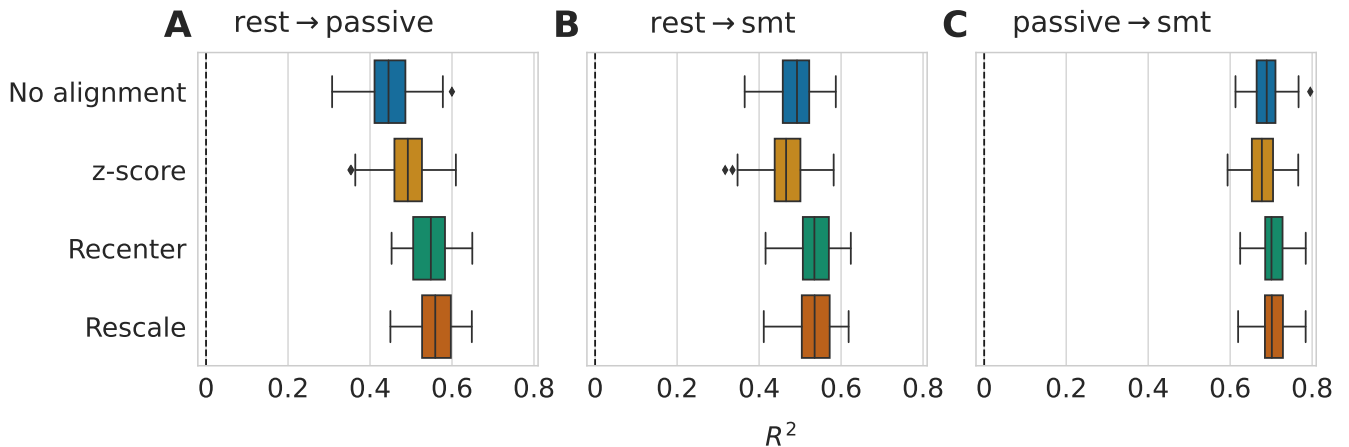 A rest→passive
B rest→smt
C passive→smt
No alignment
z-score
Recenter
Rescale
0 0.2 0.4 0.6 0.8
0 0.2 0.4 0.6 0.8
0 0.2 0.4 0.6 0.8
R²